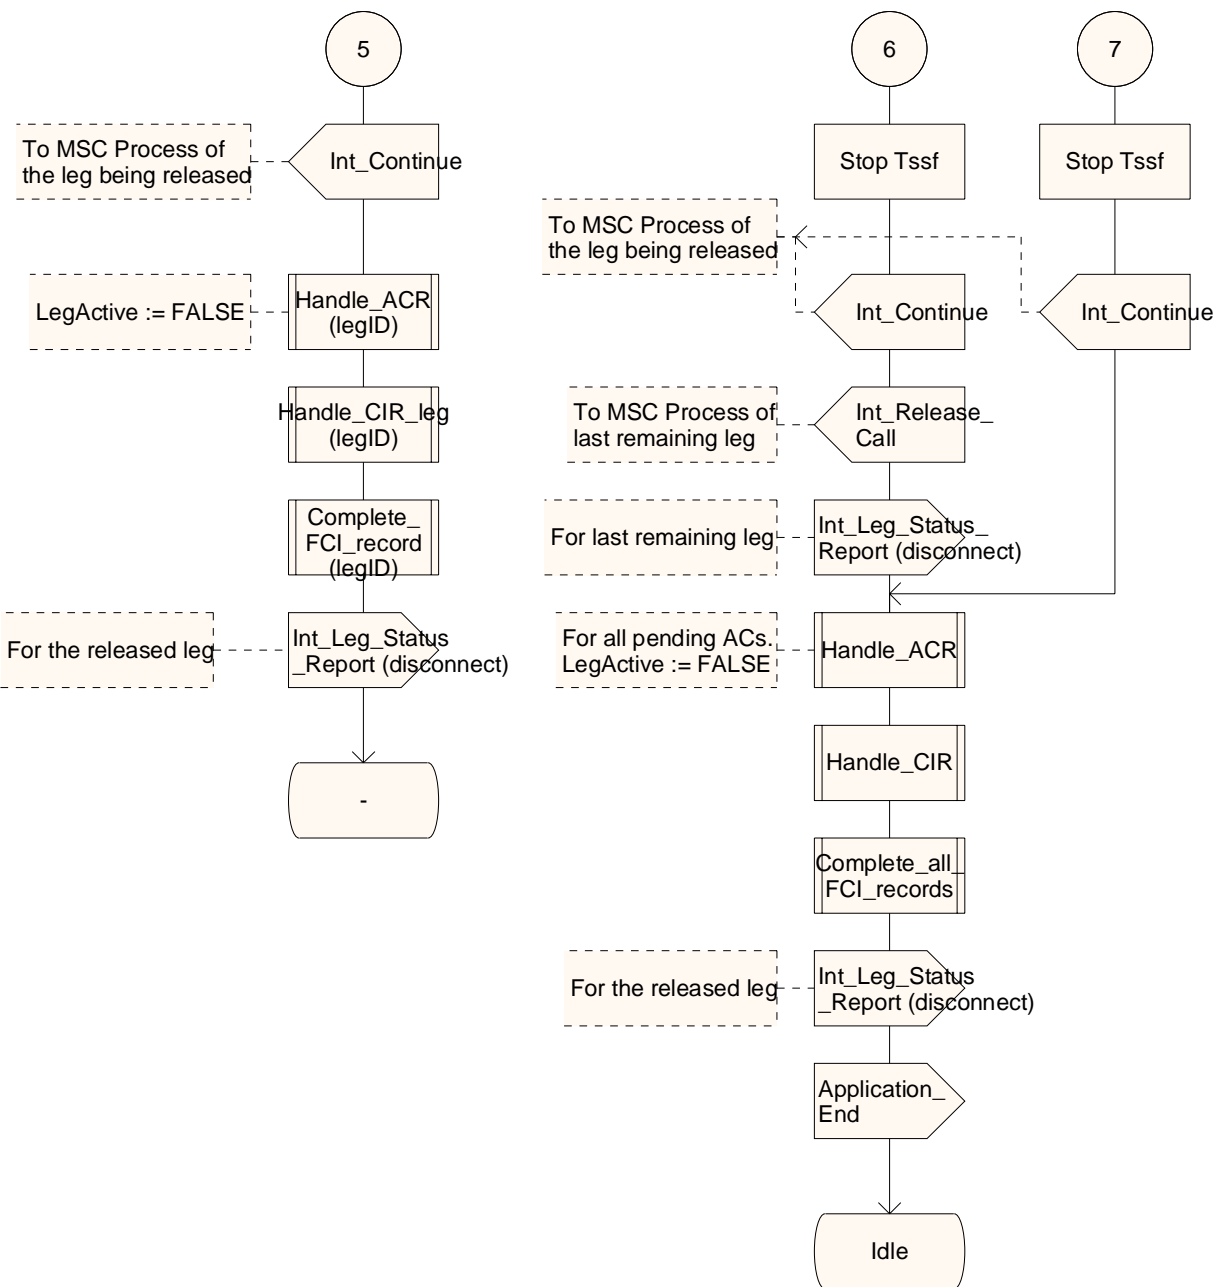 5
To MSC Process of
the leg being released
Int_Continue
LegActive := FALSE
Handle_ACR
(legID)
Handle_CIR_leg
(legID)
Complete_
FCI_record
(legID)
For the released leg
Int_Leg_Status
_Report (disconnect)
-
6
7
Stop Tssf
Stop Tssf
To MSC Process of
the leg being released
Int_Continue
Int_Continue
To MSC Process of
last remaining leg
Int_Release_
Call
For last remaining leg
Int_Leg_Status_
Report (disconnect)
For all pending ACs.
LegActive := FALSE
Handle_ACR
Handle_CIR
Complete_all_
FCI_records
For the released leg
Int_Leg_Status
_Report (disconnect)
Application_
End
Idle